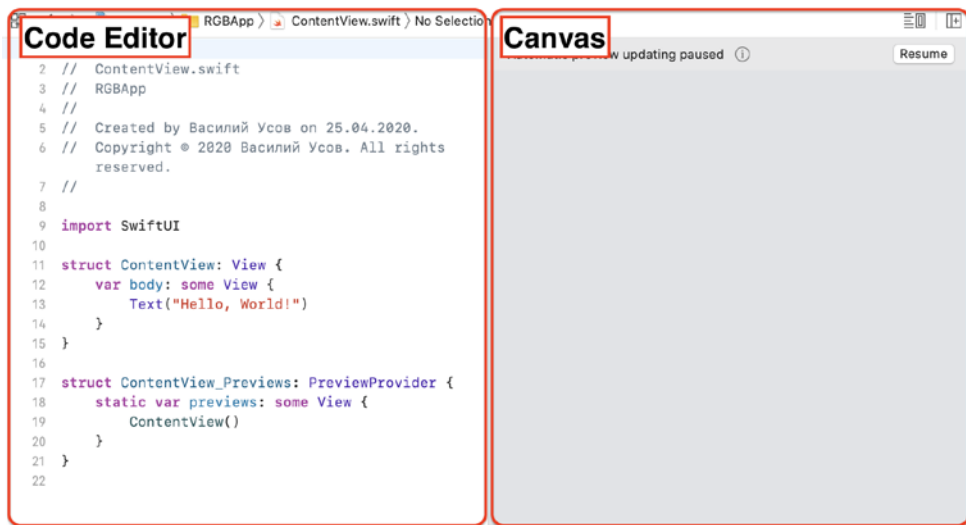 RGBApp 〉 ContentView.swift 〉 No Selection
Code Editor
Canvas
updating paused
Resume
2 // ContentView.swift
3 // RGBApp
4 //
5 // Created by Василий Усов on 25.04.2020.
6 // Copyright © 2020 Василий Усов. All rights
reserved.
7 //
8
9 import SwiftUI
10
11 struct ContentView: View {
12 var body: some View {
13 Text("Hello, World!")
14 }
15 }
16
17 struct ContentView_Previews: PreviewProvider {
18 static var previews: some View {
19 ContentView()
20 }
21 }
22